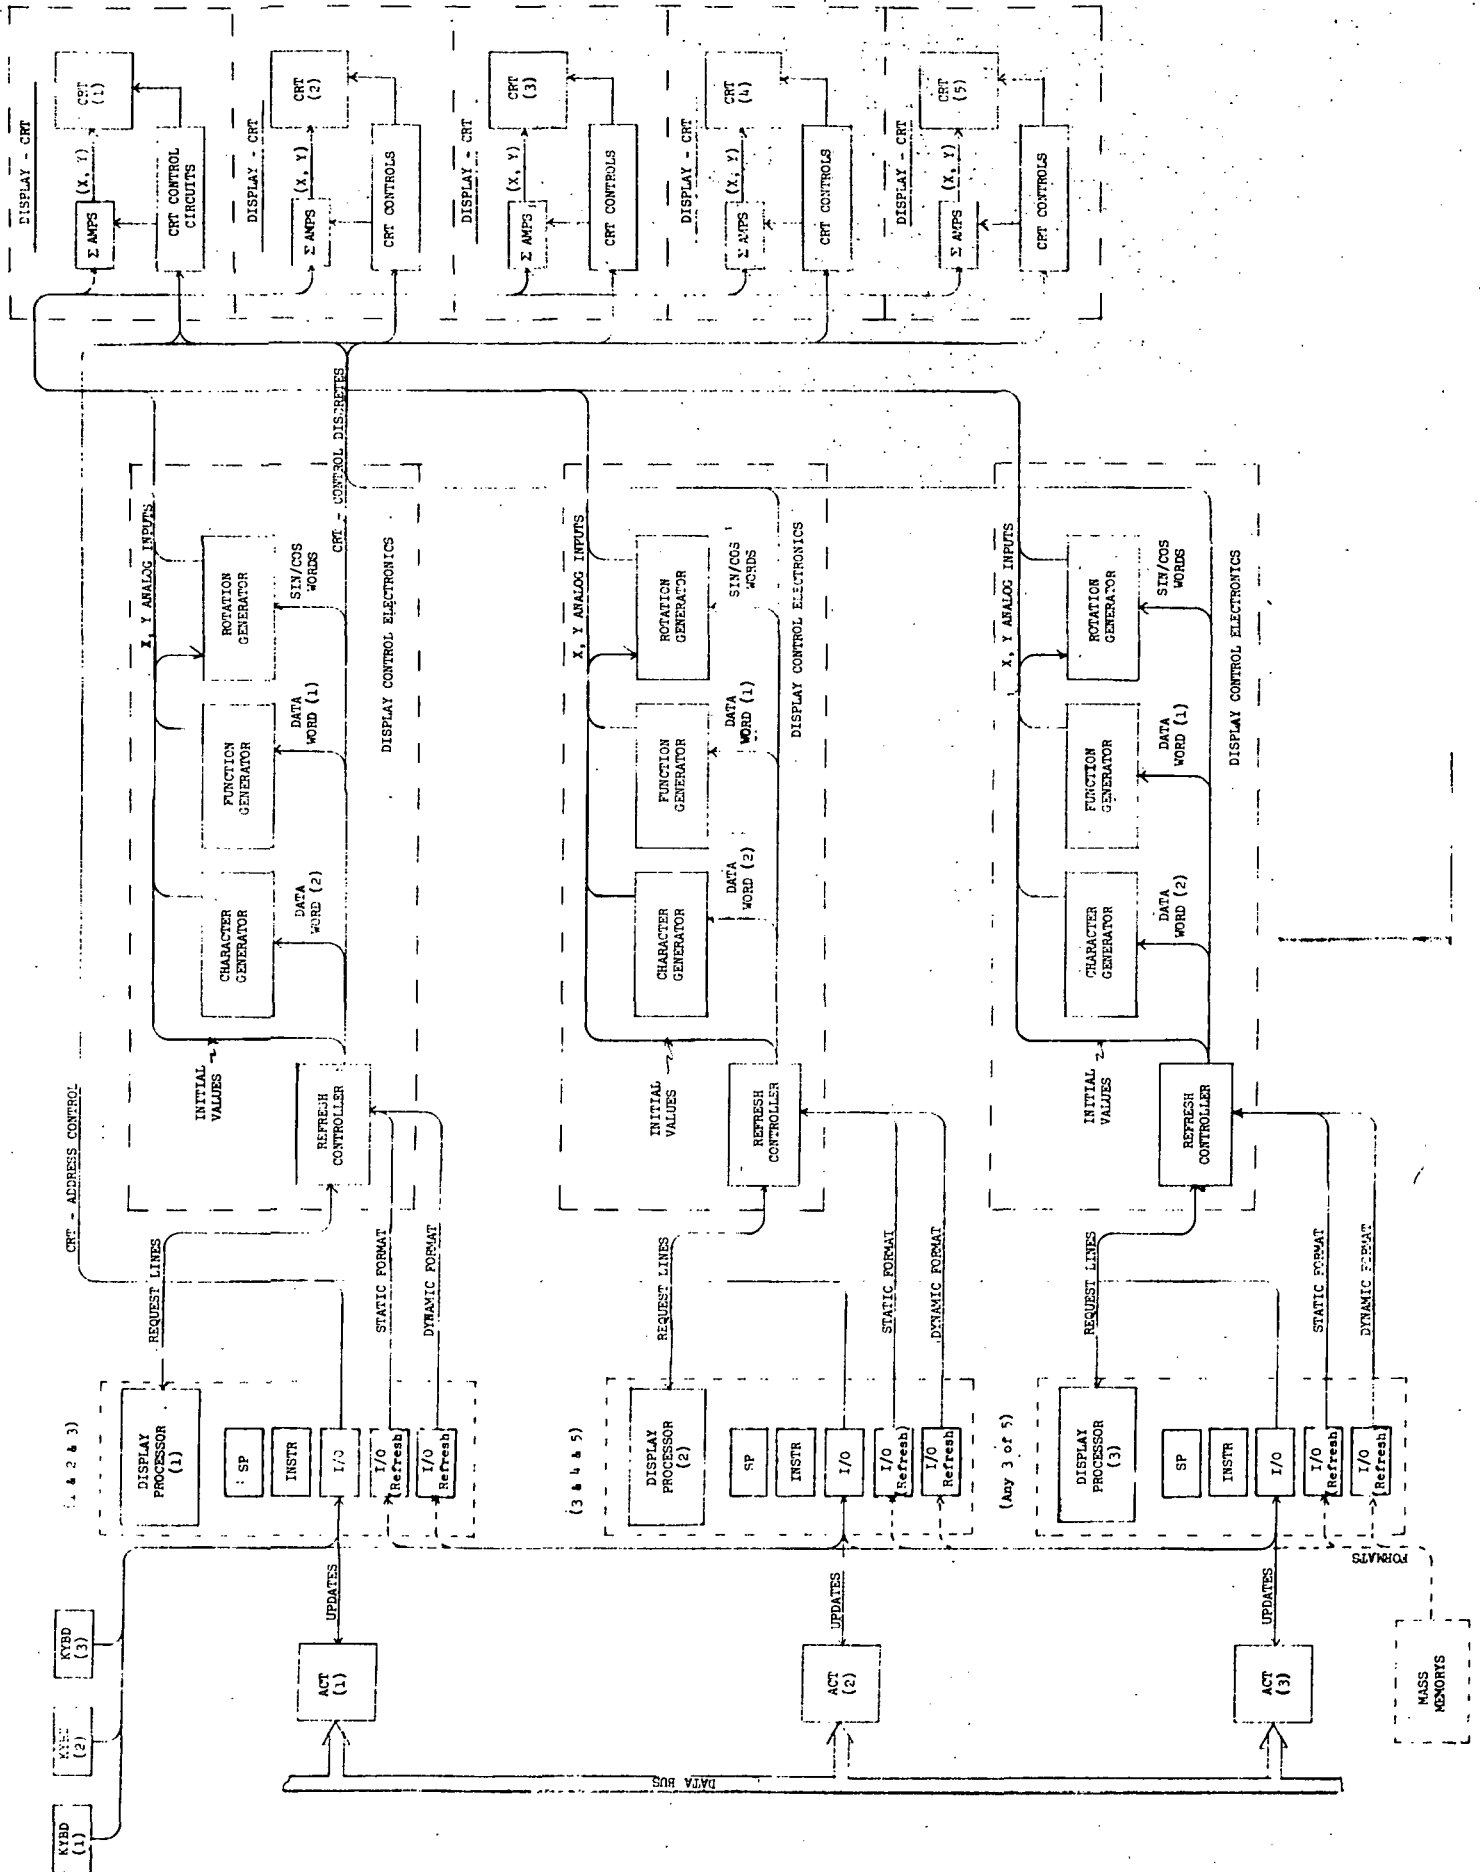 DISPLAY - CRT
CRT
(1)
(X, Y)
Σ AMPS
CRT CONTROL
CIRCUITS
DISPLAY - CRT
CRT
(2)
(X, Y)
Σ AMPS
CRT CONTROLS
DISPLAY - CRT
CRT
(3)
(X, Y)
Σ AMPS
CRT CONTROLS
DISPLAY - CRT
CRT
(4)
(X, Y)
Σ AMPS
CRT CONTROLS
DISPLAY - CRT
CRT
(5)
(X, Y)
Σ AMPS
CRT CONTROLS
CRT - ADDRESS CONTROL
CRT - CONTROL DISCRETES
X, Y ANALOG INPUTS
ROTATION
GENERATOR
SIN/COS
WORDS
FUNCTION
GENERATOR
DATA
WORD (1)
CHARACTER
GENERATOR
DATA
WORD (2)
DISPLAY CONTROL ELECTRONICS
INITIAL
VALUES
REFRESH
CONTROLLER
X, Y ANALOG INPUTS
ROTATION
GENERATOR
SIN/COS
WORDS
FUNCTION
GENERATOR
DATA
WORD (1)
CHARACTER
GENERATOR
DATA
WORD (2)
DISPLAY CONTROL ELECTRONICS
INITIAL
VALUES
REFRESH
CONTROLLER
X, Y ANALOG INPUTS
ROTATION
GENERATOR
SIN/COS
WORDS
FUNCTION
GENERATOR
DATA
WORD (1)
CHARACTER
GENERATOR
DATA
WORD (2)
DISPLAY CONTROL ELECTRONICS
INITIAL
VALUES
REFRESH
CONTROLLER
REQUEST LINES
STATIC FORMAT
DYNAMIC FORMAT
REQUEST LINES
STATIC FORMAT
DYNAMIC FORMAT
REQUEST LINES
STATIC FORMAT
DYNAMIC FORMAT
(1 & 2 & 3)
DISPLAY
PROCESSOR
(1)
SP
INSTR
I/O
I/O
(Refresh)
I/O
Refresh)
(3 & 4 & 5)
DISPLAY
PROCESSOR
(2)
SP
INSTR
I/O
I/O
(Refresh)
I/O
(Refresh)
(Any 3 of 5)
DISPLAY
PROCESSOR
(3)
SP
INSTR
I/O
I/O
(Refresh)
I/O
(Refresh)
FORMATS
KYBD
(3)
KYBD
(2)
KYBD
(1)
UPDATES
ACT
(1)
UPDATES
ACT
(2)
UPDATES
ACT
(3)
DATA BUS
MASS
MEMORYS